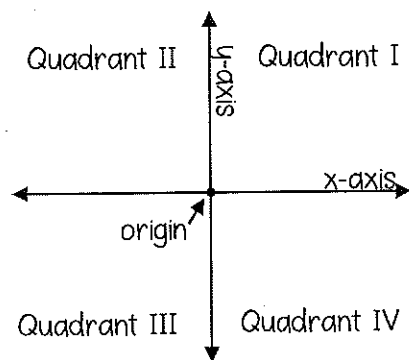 Quadrant II
Quadrant I
y-axis
x-axis
origin
Quadrant III
Quadrant IV